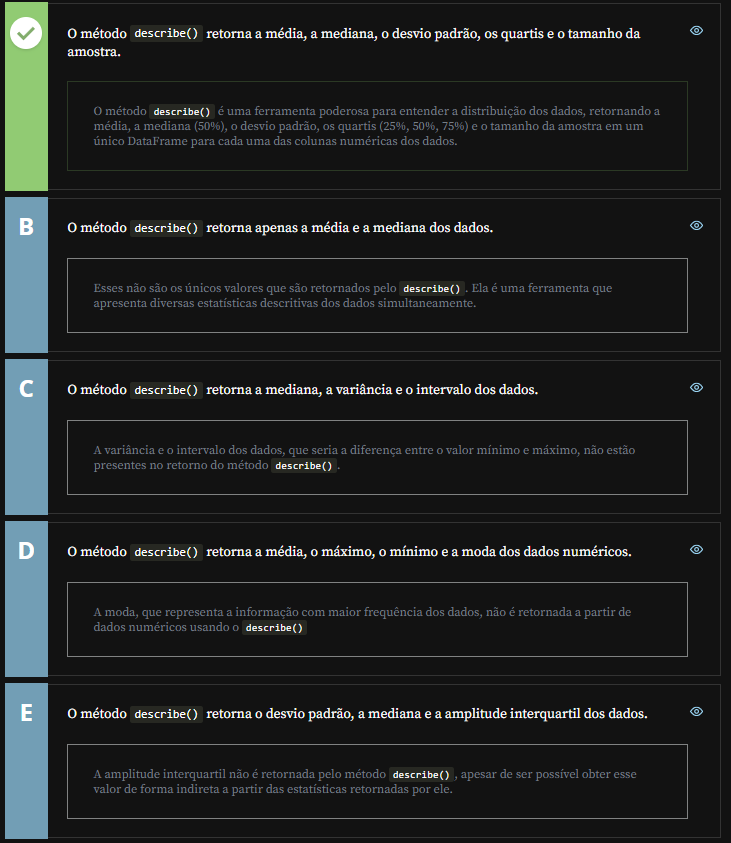 O método describe() retorna a média, a mediana, o desvio padrão, os quartis e o tamanho da
amostra.
O método describe() é uma ferramenta poderosa para entender a distribuição dos dados, retornando a
média, a mediana (50%), o desvio padrão, os quartis (25%, 50%, 75%) e o tamanho da amostra em um
único DataFrame para cada uma das colunas numéricas dos dados.
B
O método describe() retorna apenas a média e a mediana dos dados.
Esses não são os únicos valores que são retornados pelo describe(). Ela é uma ferramenta que
apresenta diversas estatísticas descritivas dos dados simultaneamente.
C
O método describe() retorna a mediana, a variância e o intervalo dos dados.
A variância e o intervalo dos dados, que seria a diferença entre o valor mínimo e máximo, não estão
presentes no retorno do método describe().
D
O método describe() retorna a média, o máximo, o mínimo e a moda dos dados numéricos.
A moda, que representa a informação com maior frequência dos dados, não é retornada a partir de
dados numéricos usando o describe()
E
O método describe() retorna o desvio padrão, a mediana e a amplitude interquartil dos dados.
A amplitude interquartil não é retornada pelo método describe(), apesar de ser possível obter esse
valor de forma indireta a partir das estatísticas retornadas por ele.